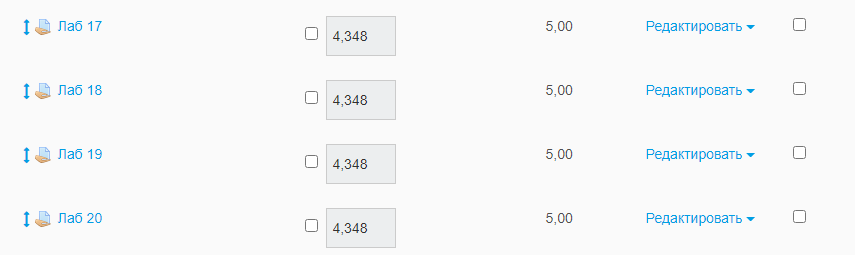 Лаб 17 4,348 5,00 Редактировать
Лаб 18 4,348 5,00 Редактировать
Лаб 19 4,348 5,00 Редактировать
Лаб 20 4,348 5,00 Редактировать